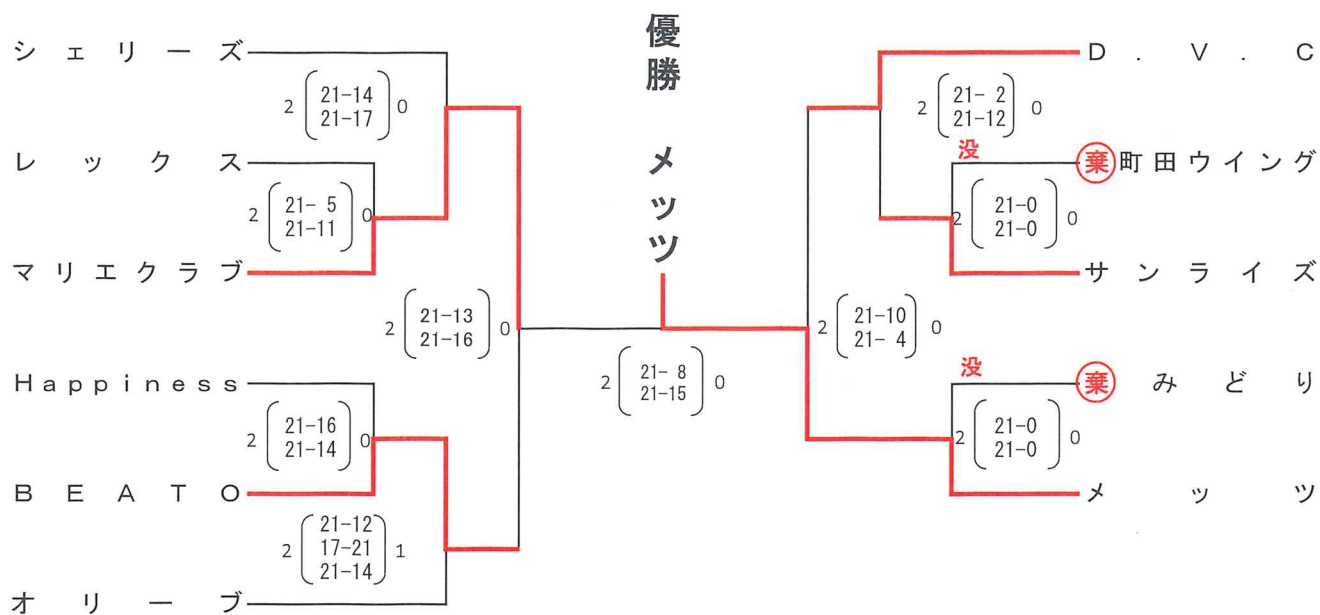 優勝 メッツ
シェリーズ
2 21-14 0
21-17
レックス
2 21- 5 0
21-11
マリエクラブ
2 21-13 0
21-16
Happiness
2 21-16 0
21-14
BEATO
2 21-12 1
17-21
21-14
オリーブ
2 21- 8 0
21-15
D.V.C
2 21- 2 0
21-12
没
棄 町田ウイング
2 21-0 0
21-0
サンライズ
2 21-10 0
21- 4
没
棄 みどり
2 21-0 0
21-0
メッツ